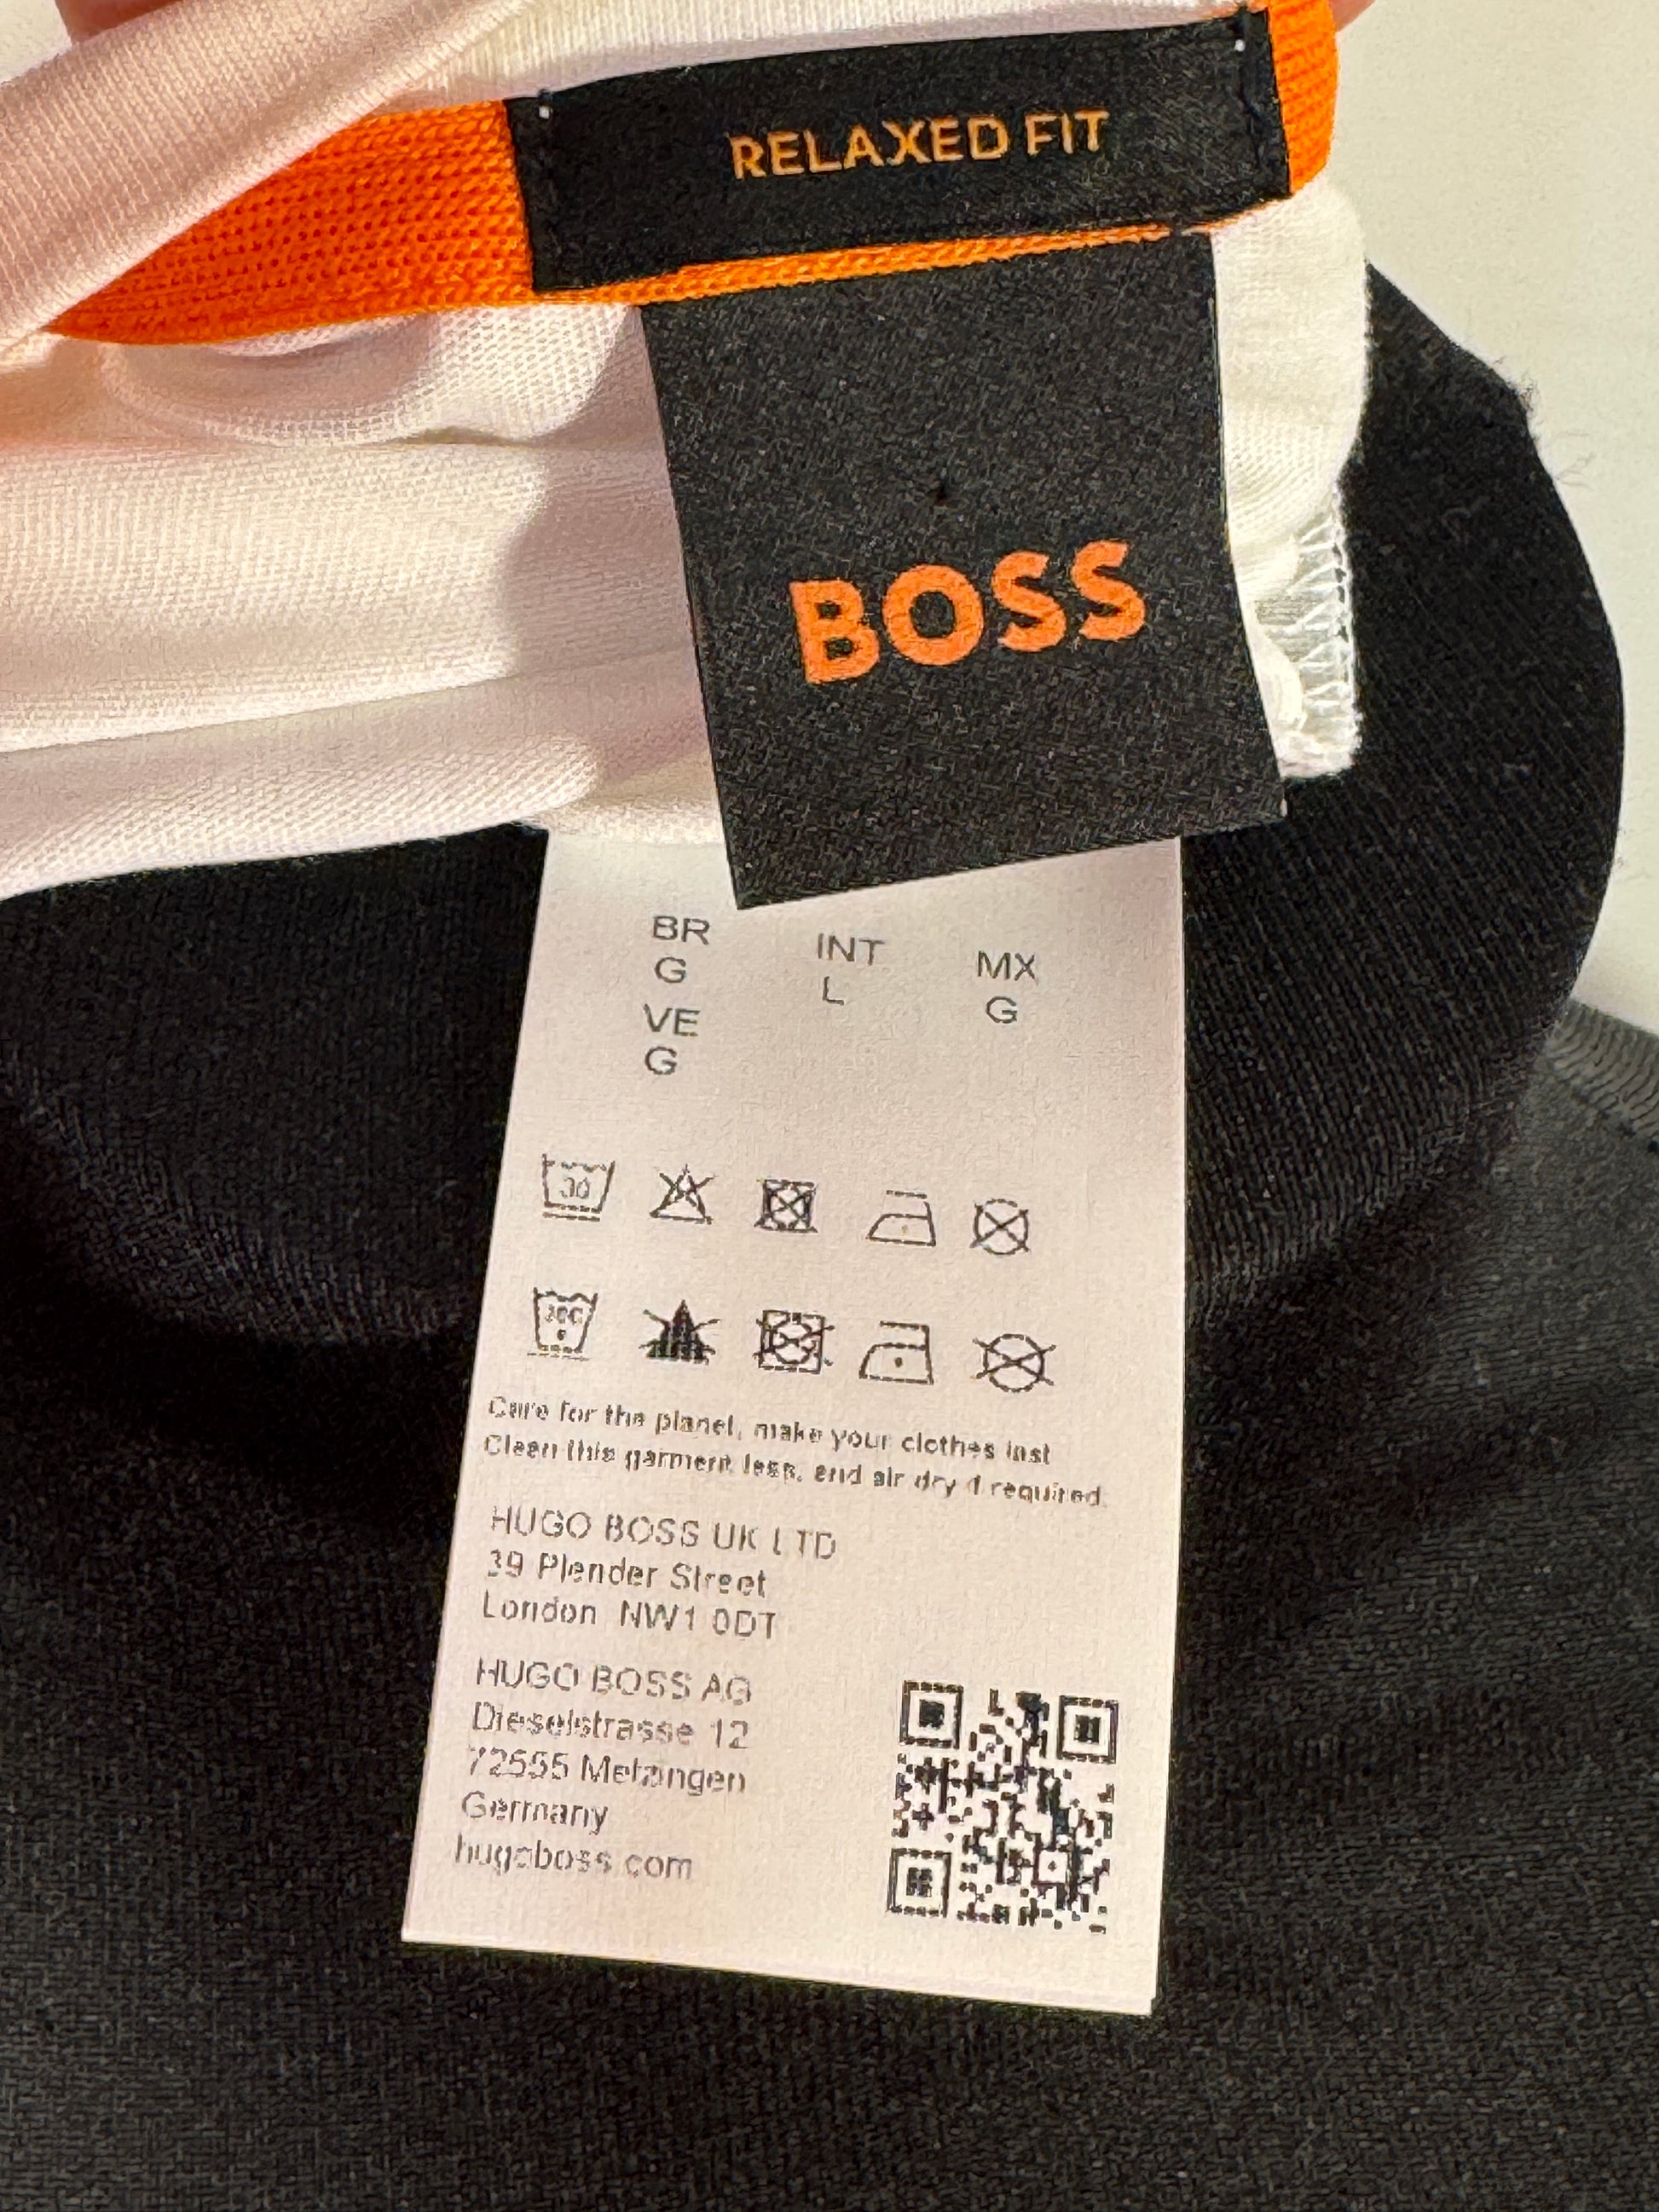 RELAXED FIT
BOSS
BR INT MX
G L G
VE
G
30
30C
Care for the planet, make your clothes last
Clean this garment less, and air dry if required.
HUGO BOSS UK LTD
39 Plender Street
London NW1 0DT
HUGO BOSS AG
Dieselstrasse 12
72555 Metzingen
Germany
hugoboss.com